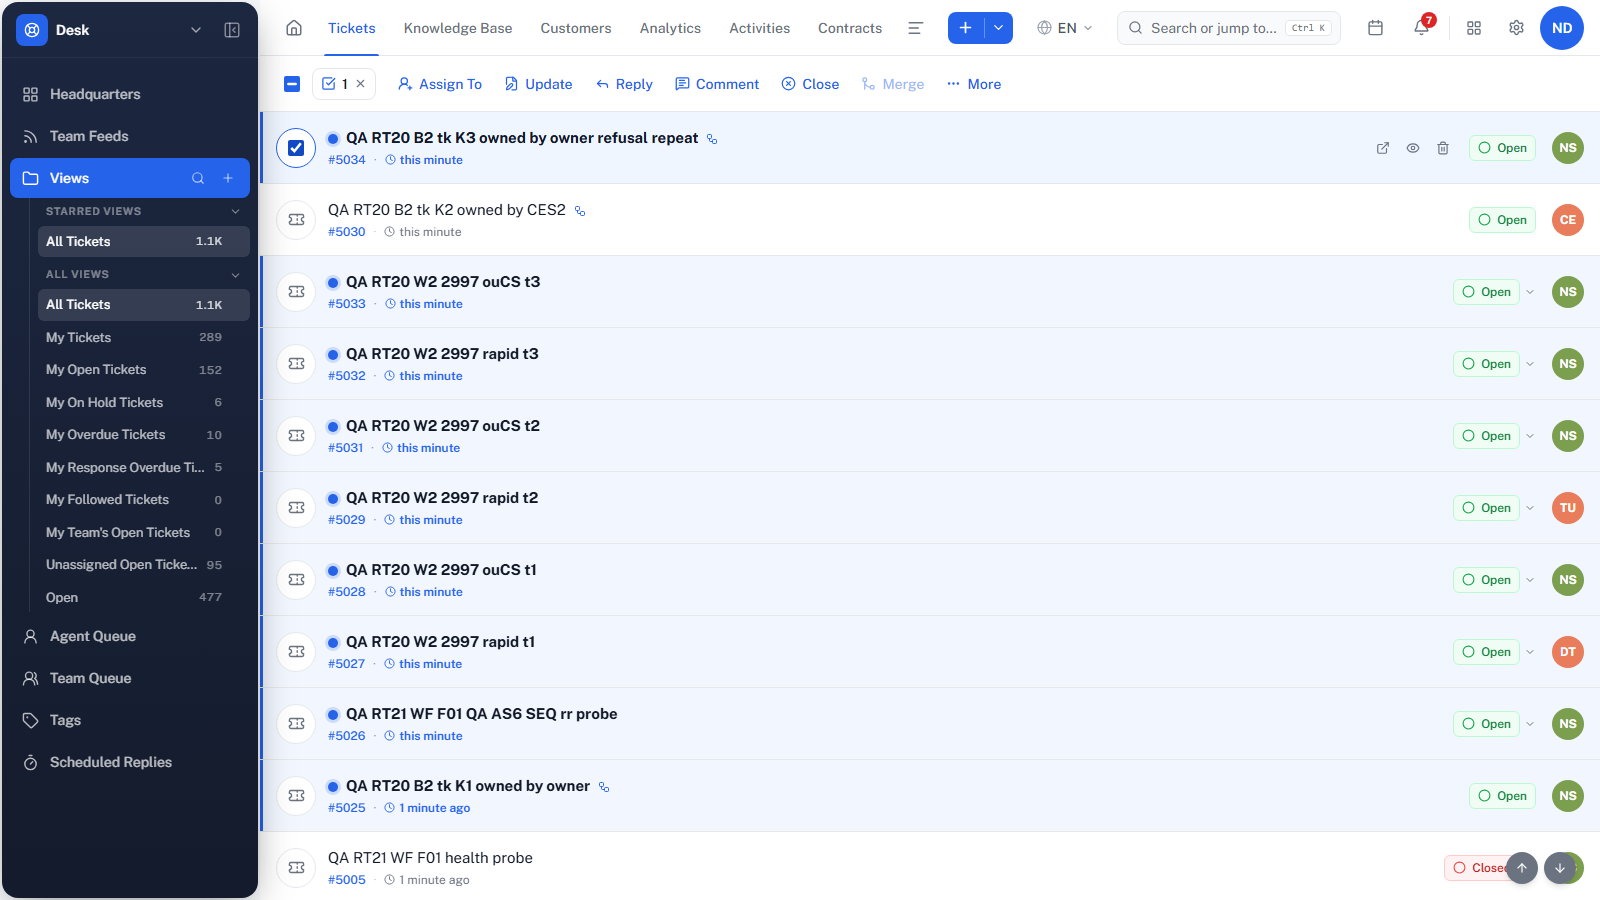 Desk
Headquarters
Team Feeds
Views
STARRED VIEWS
All Tickets 1.1K
ALL VIEWS
All Tickets 1.1K
My Tickets 289
My Open Tickets 152
My On Hold Tickets 6
My Overdue Tickets 10
My Response Overdue Ti... 5
My Followed Tickets 0
My Team's Open Tickets 0
Unassigned Open Ticke... 95
Open 477
Agent Queue
Team Queue
Tags
Scheduled Replies
Tickets Knowledge Base Customers Analytics Activities Contracts EN Search or jump to... Ctrl K 7 ND
1 Assign To Update Reply Comment Close Merge More
QA RT20 B2 tk K3 owned by owner refusal repeat
#5034 · this minute
Open NS
QA RT20 B2 tk K2 owned by CES2
#5030 · this minute
Open CE
QA RT20 W2 2997 ouCS t3
#5033 · this minute
Open NS
QA RT20 W2 2997 rapid t3
#5032 · this minute
Open NS
QA RT20 W2 2997 ouCS t2
#5031 · this minute
Open NS
QA RT20 W2 2997 rapid t2
#5029 · this minute
Open TU
QA RT20 W2 2997 ouCS t1
#5028 · this minute
Open NS
QA RT20 W2 2997 rapid t1
#5027 · this minute
Open DT
QA RT21 WF F01 QA AS6 SEQ rr probe
#5026 · this minute
Open NS
QA RT20 B2 tk K1 owned by owner
#5025 · 1 minute ago
Open NS
QA RT21 WF F01 health probe
#5005 · 1 minute ago